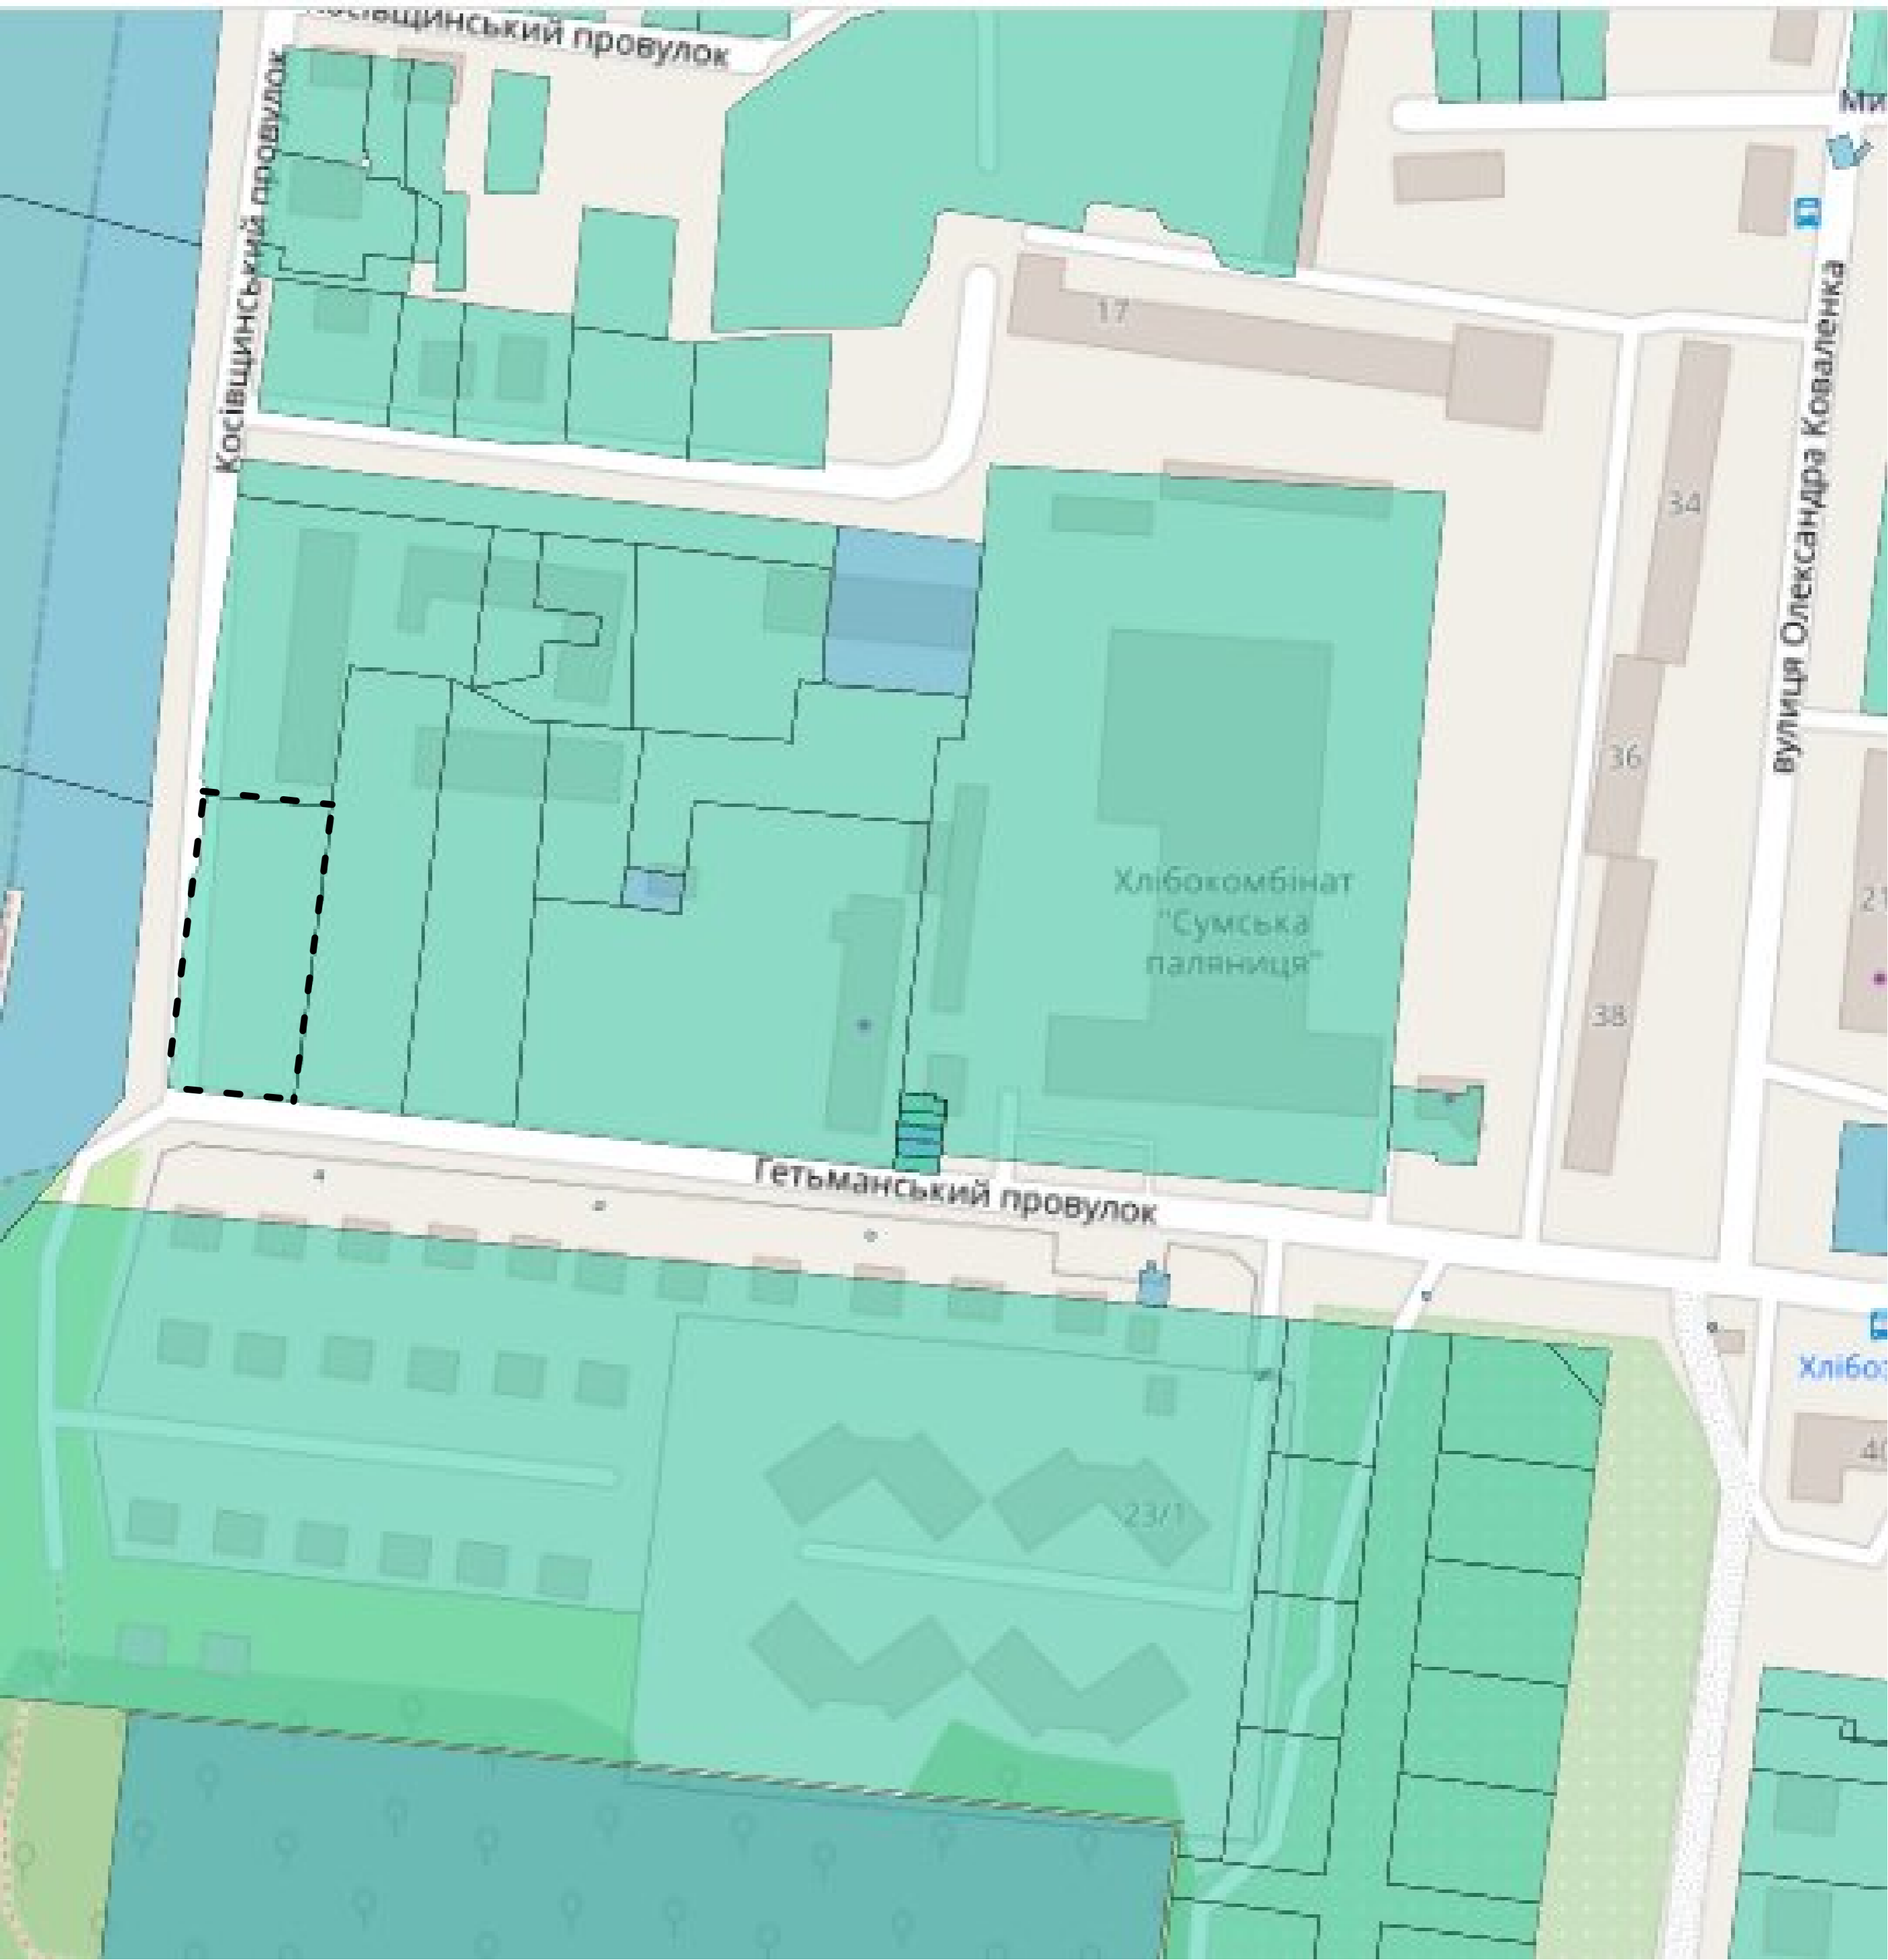 Косівщинський провулок
Ми
Косівщинський провулок
17
вулиця Олександра Коваленка
34
36
21
Хлібокомбінат
"Сумська
паляниця"
38
Гетьманський провулок
Хлібоз
40
23/1